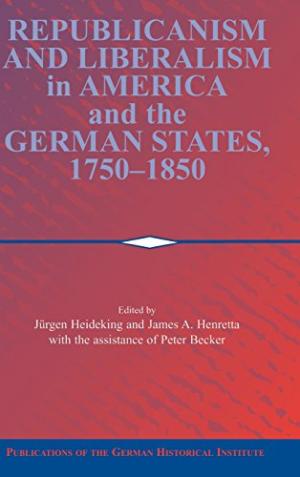 REPUBLICANISM
AND LIBERALISM
in AMERICA
and the
GERMAN STATES,
1750–1850
Edited by
Jürgen Heideking and James A. Henretta
with the assistance of Peter Becker
PUBLICATIONS OF THE GERMAN HISTORICAL INSTITUTE